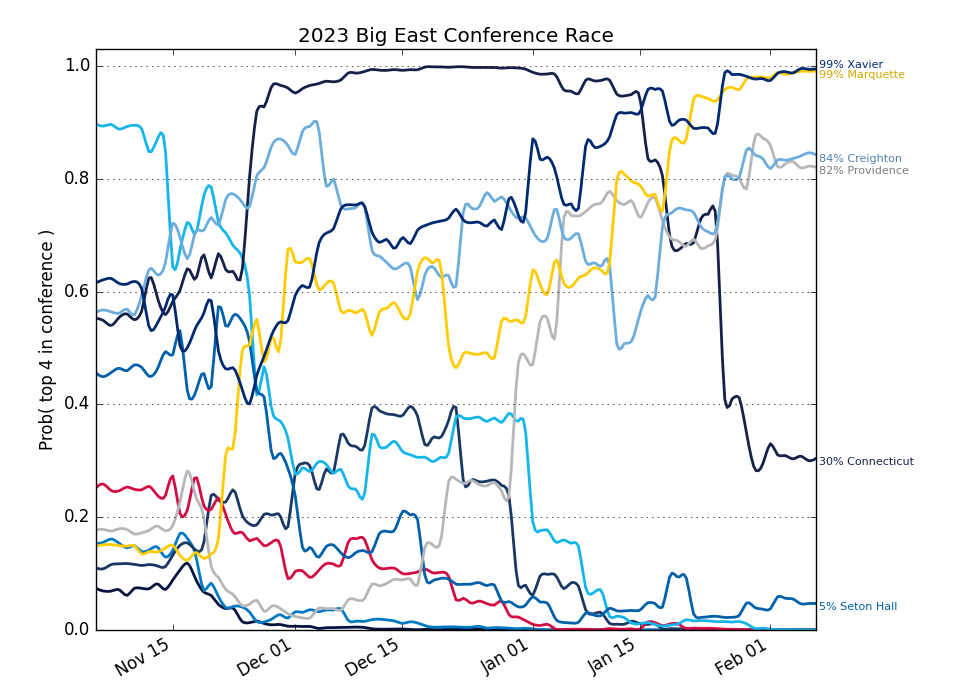 2023 Big East Conference Race
Prob( top 4 in conference )
1.0
0.8
0.6
0.4
0.2
0.0
99% Xavier
99% Marquette
84% Creighton
82% Providence
30% Connecticut
5% Seton Hall
Nov 15
Dec 01
Dec 15
Jan 01
Jan 15
Feb 01